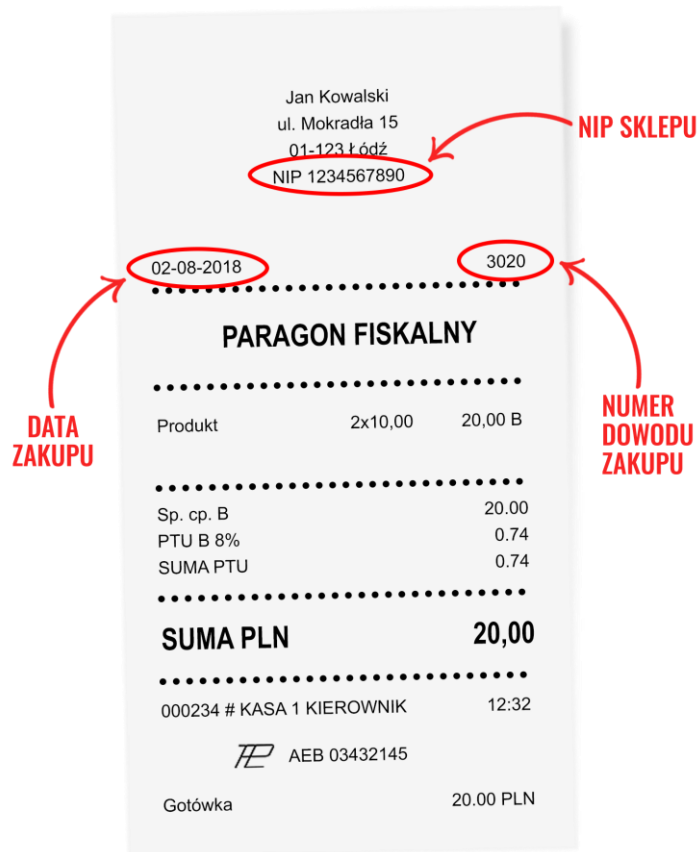 Jan Kowalski
ul. Mokradła 15
01-123 Łódź
NIP 1234567890
NIP SKLEPU
02-08-2018 3020
PARAGON FISKALNY
DATA
ZAKUPU
NUMER
DOWODU
ZAKUPU
Produkt 2x10,00 20,00 B
Sp. cp. B 20.00
PTU B 8% 0.74
SUMA PTU 0.74
SUMA PLN 20,00
000234 # KASA 1 KIEROWNIK 12:32
AEB 03432145
Gotówka 20.00 PLN